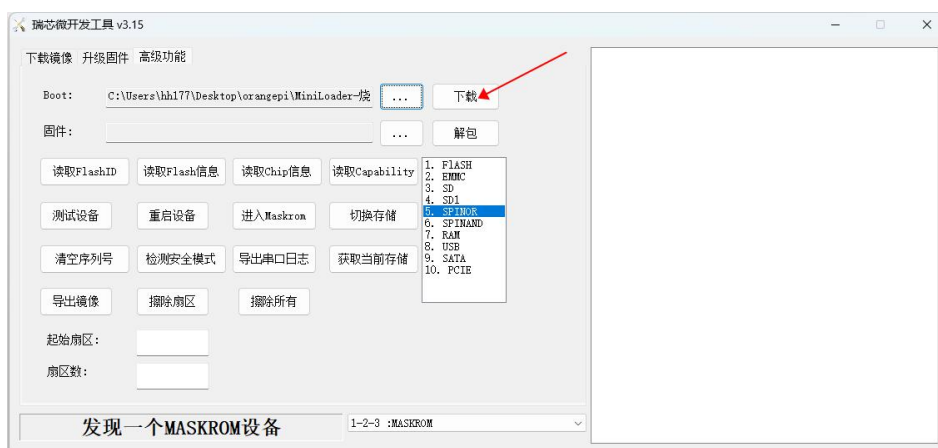 瑞芯微开发工具 v3.15
下载镜像 升级固件 高级功能
Boot: C:\Users\hh177\Desktop\orangepi\MiniLoader-烧 ... 下载
固件: ... 解包
读取FlashID 读取Flash信息 读取Chip信息 读取Capability
测试设备 重启设备 进入Maskrom 切换存储
清空序列号 检测安全模式 导出串口日志 获取当前存储
导出镜像 擦除扇区 擦除所有
1. FlASH
2. EMMC
3. SD
4. SD1
5. SPINOR
6. SPINAND
7. RAM
8. USB
9. SATA
10. PCIE
起始扇区:
扇区数:
发现一个MASKROM设备 1-2-3 :MASKROM